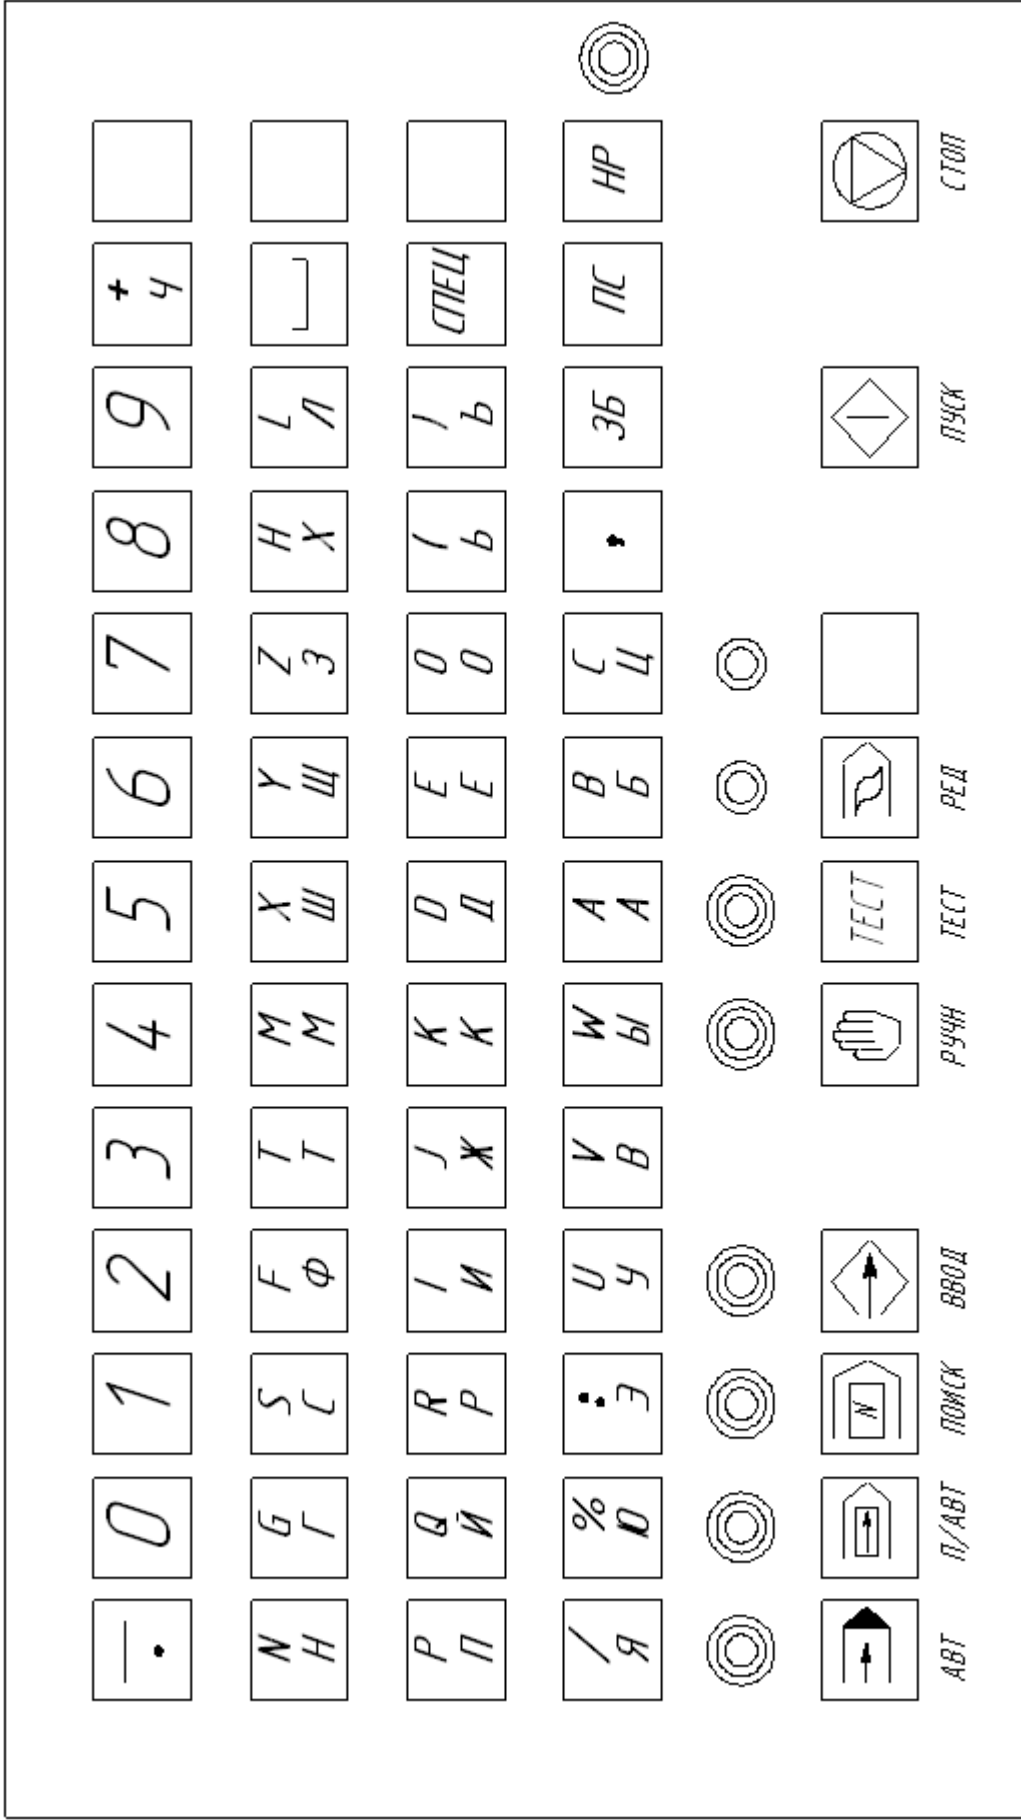 — . 0 1 2 3 4 5 6 7 8 9 + Ч
N Н G Г S С F Ф T Т M М X Ш Y Щ Z З H Х L Л
P П Q Й R Р I И J Ж K К D Д E Е O О ( Ь ) Ъ СПЕЦ
/ Я % Ю : Э U У V В W Ы A А B Б C Ц , ЗБ ПС НР
N ТЕСТ
АВТ П/АВТ ПОИСК ВВОД РУЧН ТЕСТ РЕД ПУСК СТОП